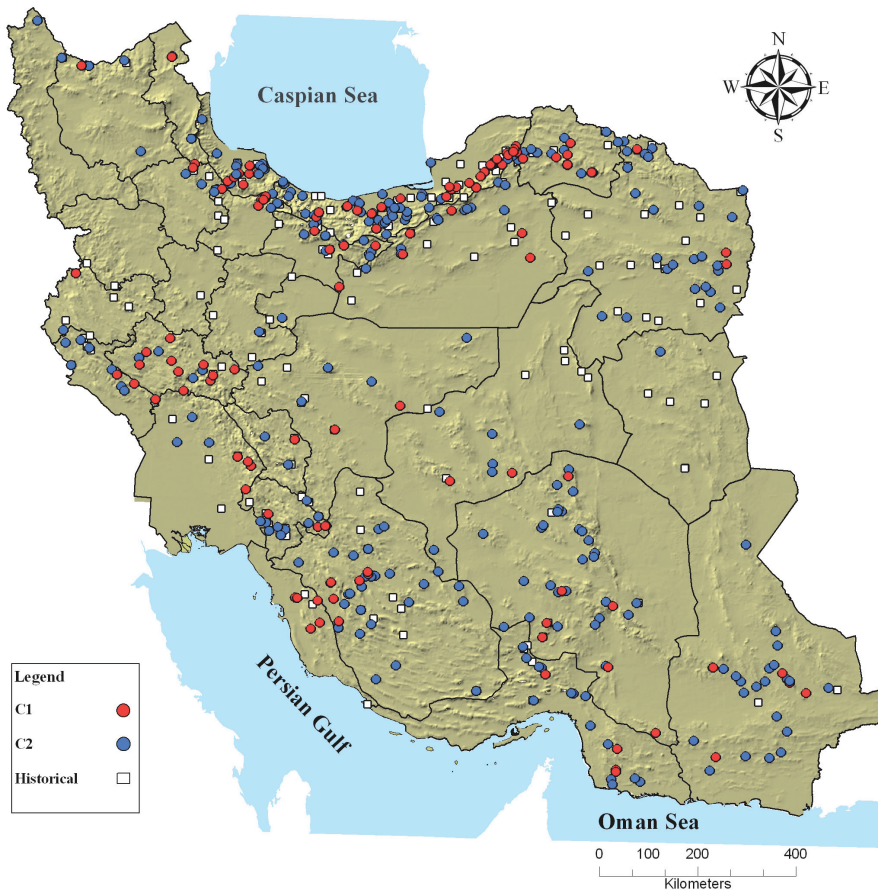 N
W E
S
Caspian Sea
Persian Gulf
Legend
C1
C2
Historical
Oman Sea
0 100 200 400
Kilometers